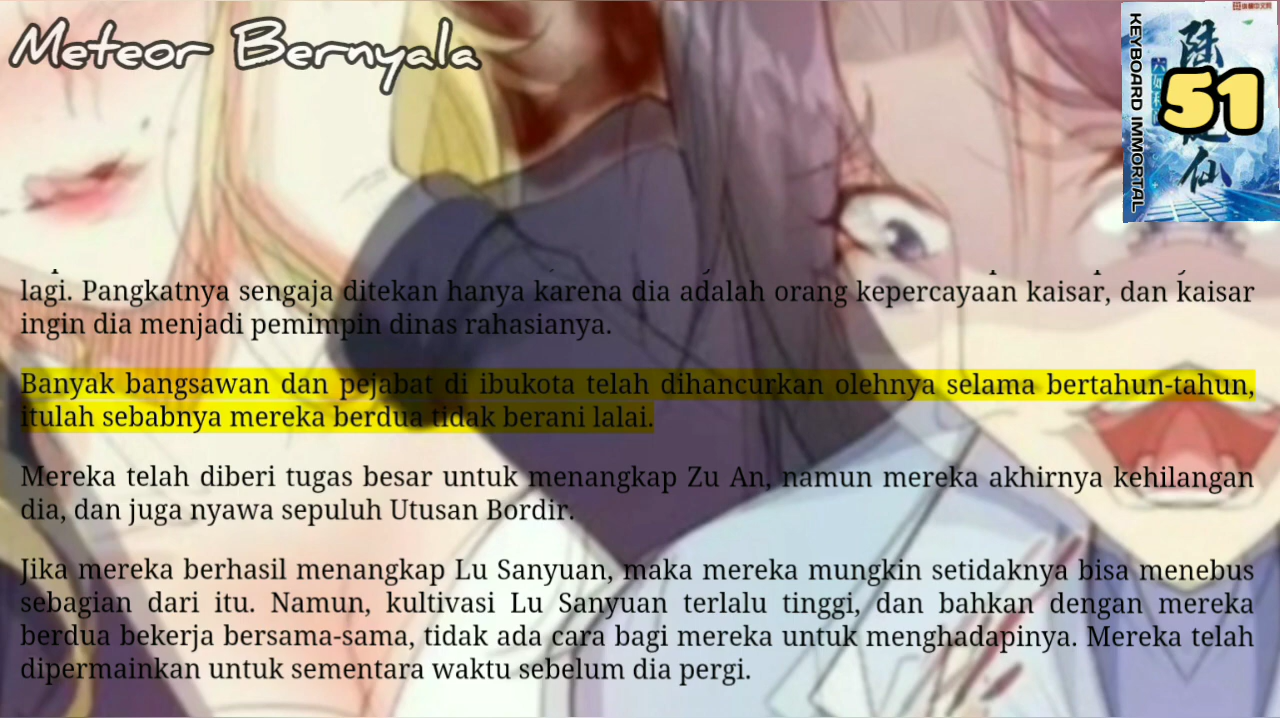 Meteor Bernyala
KEYBOARD IMMORTAL
51
仙
lagi. Pangkatnya sengaja ditekan hanya karena dia adalah orang kepercayaan kaisar, dan kaisar
ingin dia menjadi pemimpin dinas rahasianya.
Banyak bangsawan dan pejabat di ibukota telah dihancurkan olehnya selama bertahun-tahun,
itulah sebabnya mereka berdua tidak berani lalai.
Mereka telah diberi tugas besar untuk menangkap Zu An, namun mereka akhirnya kehilangan
dia, dan juga nyawa sepuluh Utusan Bordir.
Jika mereka berhasil menangkap Lu Sanyuan, maka mereka mungkin setidaknya bisa menebus
sebagian dari itu. Namun, kultivasi Lu Sanyuan terlalu tinggi, dan bahkan dengan mereka
berdua bekerja bersama-sama, tidak ada cara bagi mereka untuk menghadapinya. Mereka telah
dipermainkan untuk sementara waktu sebelum dia pergi.